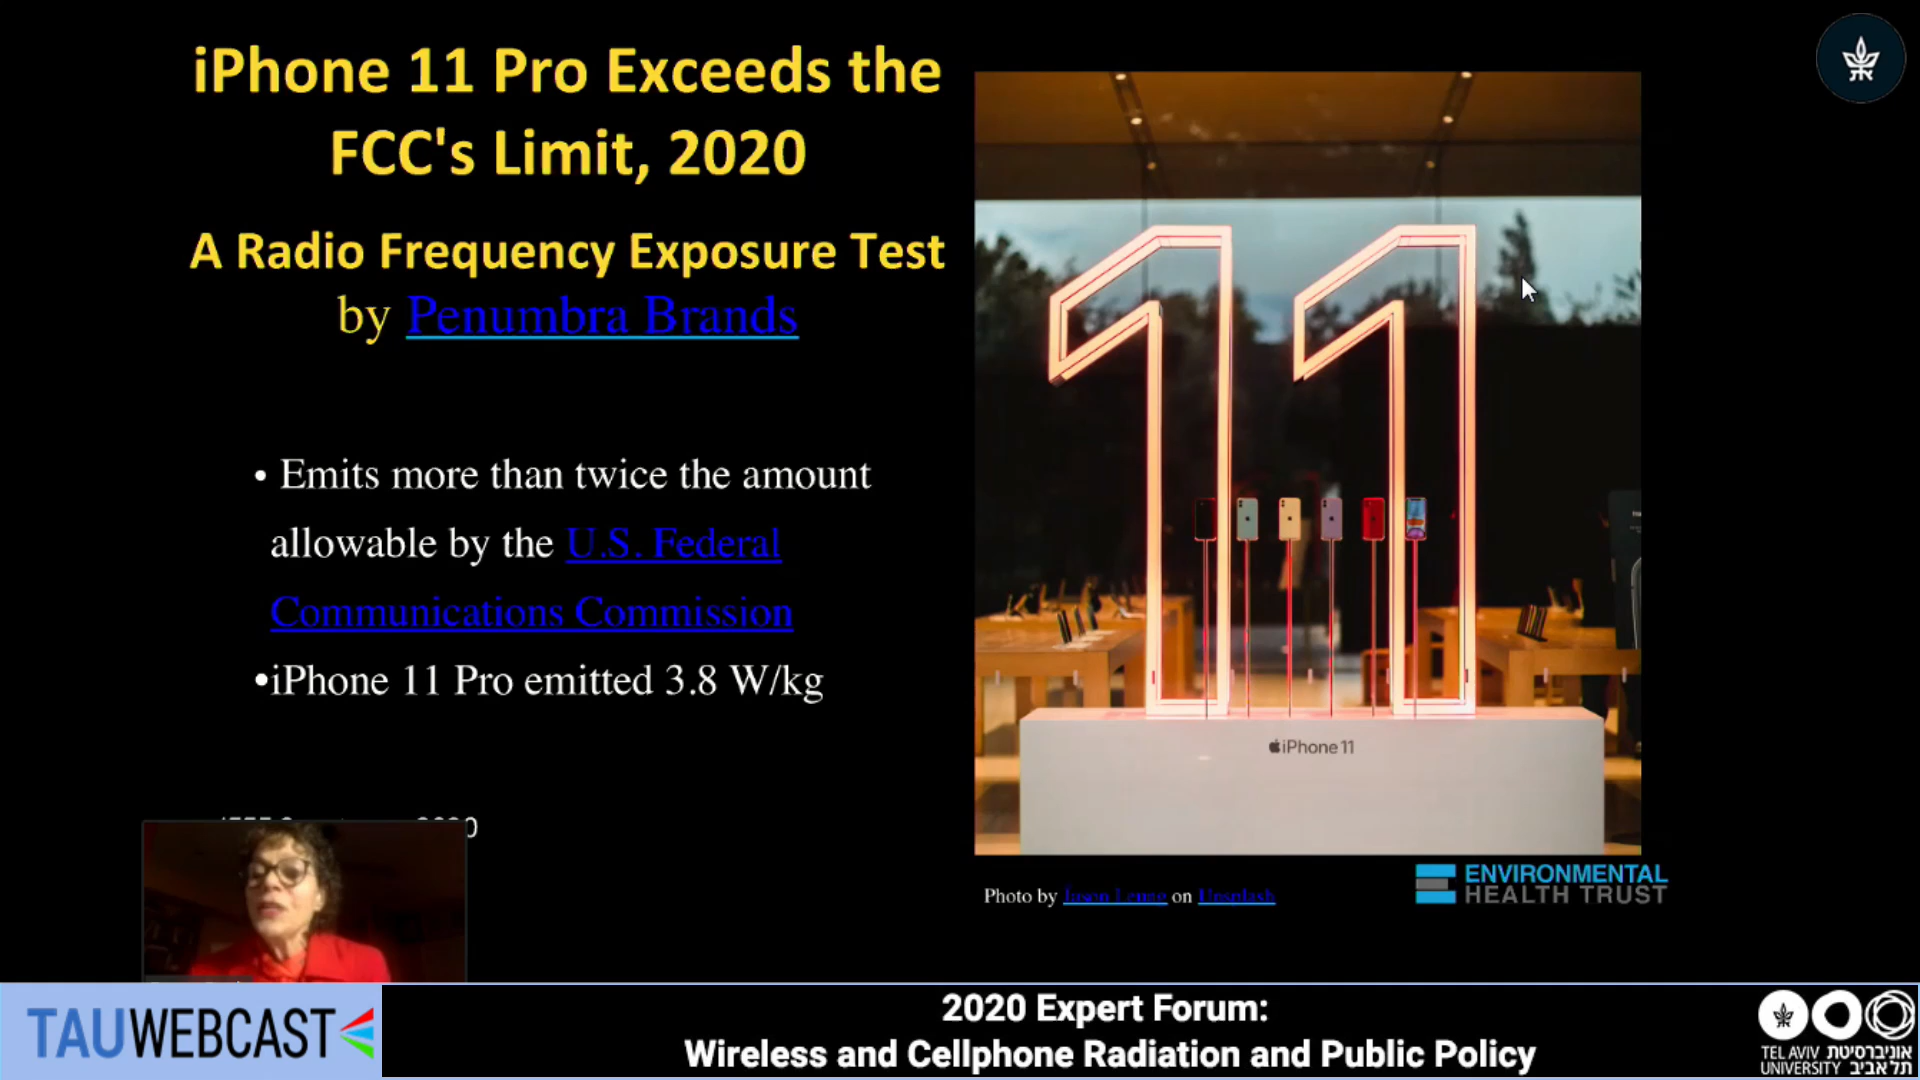 iPhone 11 Pro Exceeds the
FCC's Limit, 2020
A Radio Frequency Exposure Test
by Penumbra Brands
• Emits more than twice the amount
allowable by the U.S. Federal
Communications Commission
•iPhone 11 Pro emitted 3.8 W/kg
iPhone 11
Photo by Jason Leung on Unsplash
ENVIRONMENTAL
HEALTH TRUST
TAUWEBCAST
2020 Expert Forum:
Wireless and Cellphone Radiation and Public Policy
TEL AVIV אוניברסיטת
UNIVERSITY תל אביב